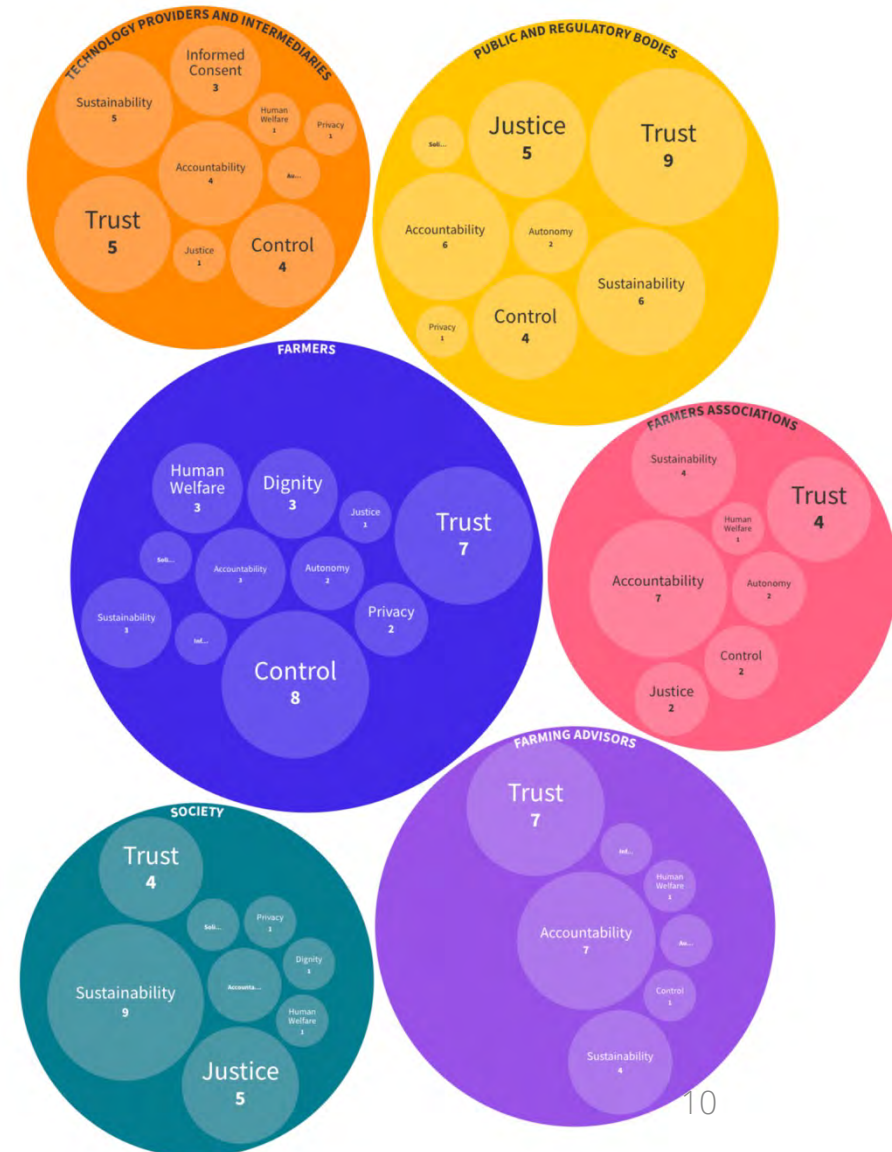 TECHNOLOGY PROVIDERS AND INTERMEDIARIES
Informed
Consent
3
Sustainability
5
Human
Welfare
1
Privacy
1
Accountability
4
Au...
Trust
5
Justice
1
Control
4
PUBLIC AND REGULATORY BODIES
Soli...
Justice
5
Trust
9
Accountability
6
Autonomy
2
Sustainability
6
Privacy
1
Control
4
FARMERS
Human
Welfare
3
Dignity
3
Justice
1
Trust
7
Soli...
Accountability
3
Autonomy
2
Sustainability
3
Inf...
Privacy
2
Control
8
FARMERS ASSOCIATIONS
Sustainability
4
Trust
4
Human
Welfare
1
Accountability
7
Autonomy
2
Control
2
Justice
2
SOCIETY
Trust
4
Soli...
Privacy
1
Dignity
1
Sustainability
9
Accounta...
Human
Welfare
1
Justice
5
FARMING ADVISORS
Trust
7
Inf...
Human
Welfare
1
Accountability
7
Au...
Control
1
Sustainability
4
10